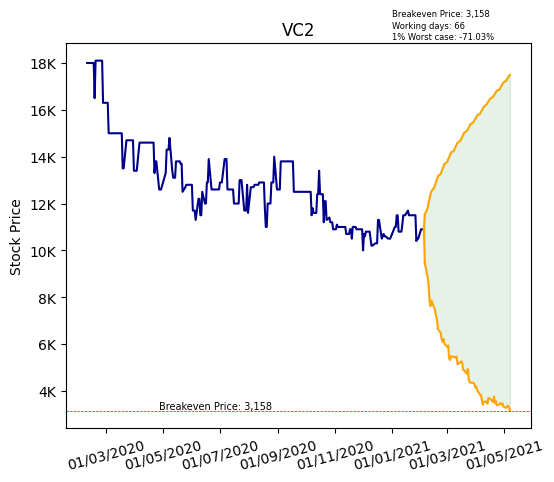 Breakeven Price: 3,158
Working days: 66
1% Worst case: -71.03%
VC2
Stock Price
18K
16K
14K
12K
10K
8K
6K
4K
Breakeven Price: 3,158
01/03/2020
01/05/2020
01/07/2020
01/09/2020
01/11/2020
01/01/2021
01/03/2021
01/05/2021